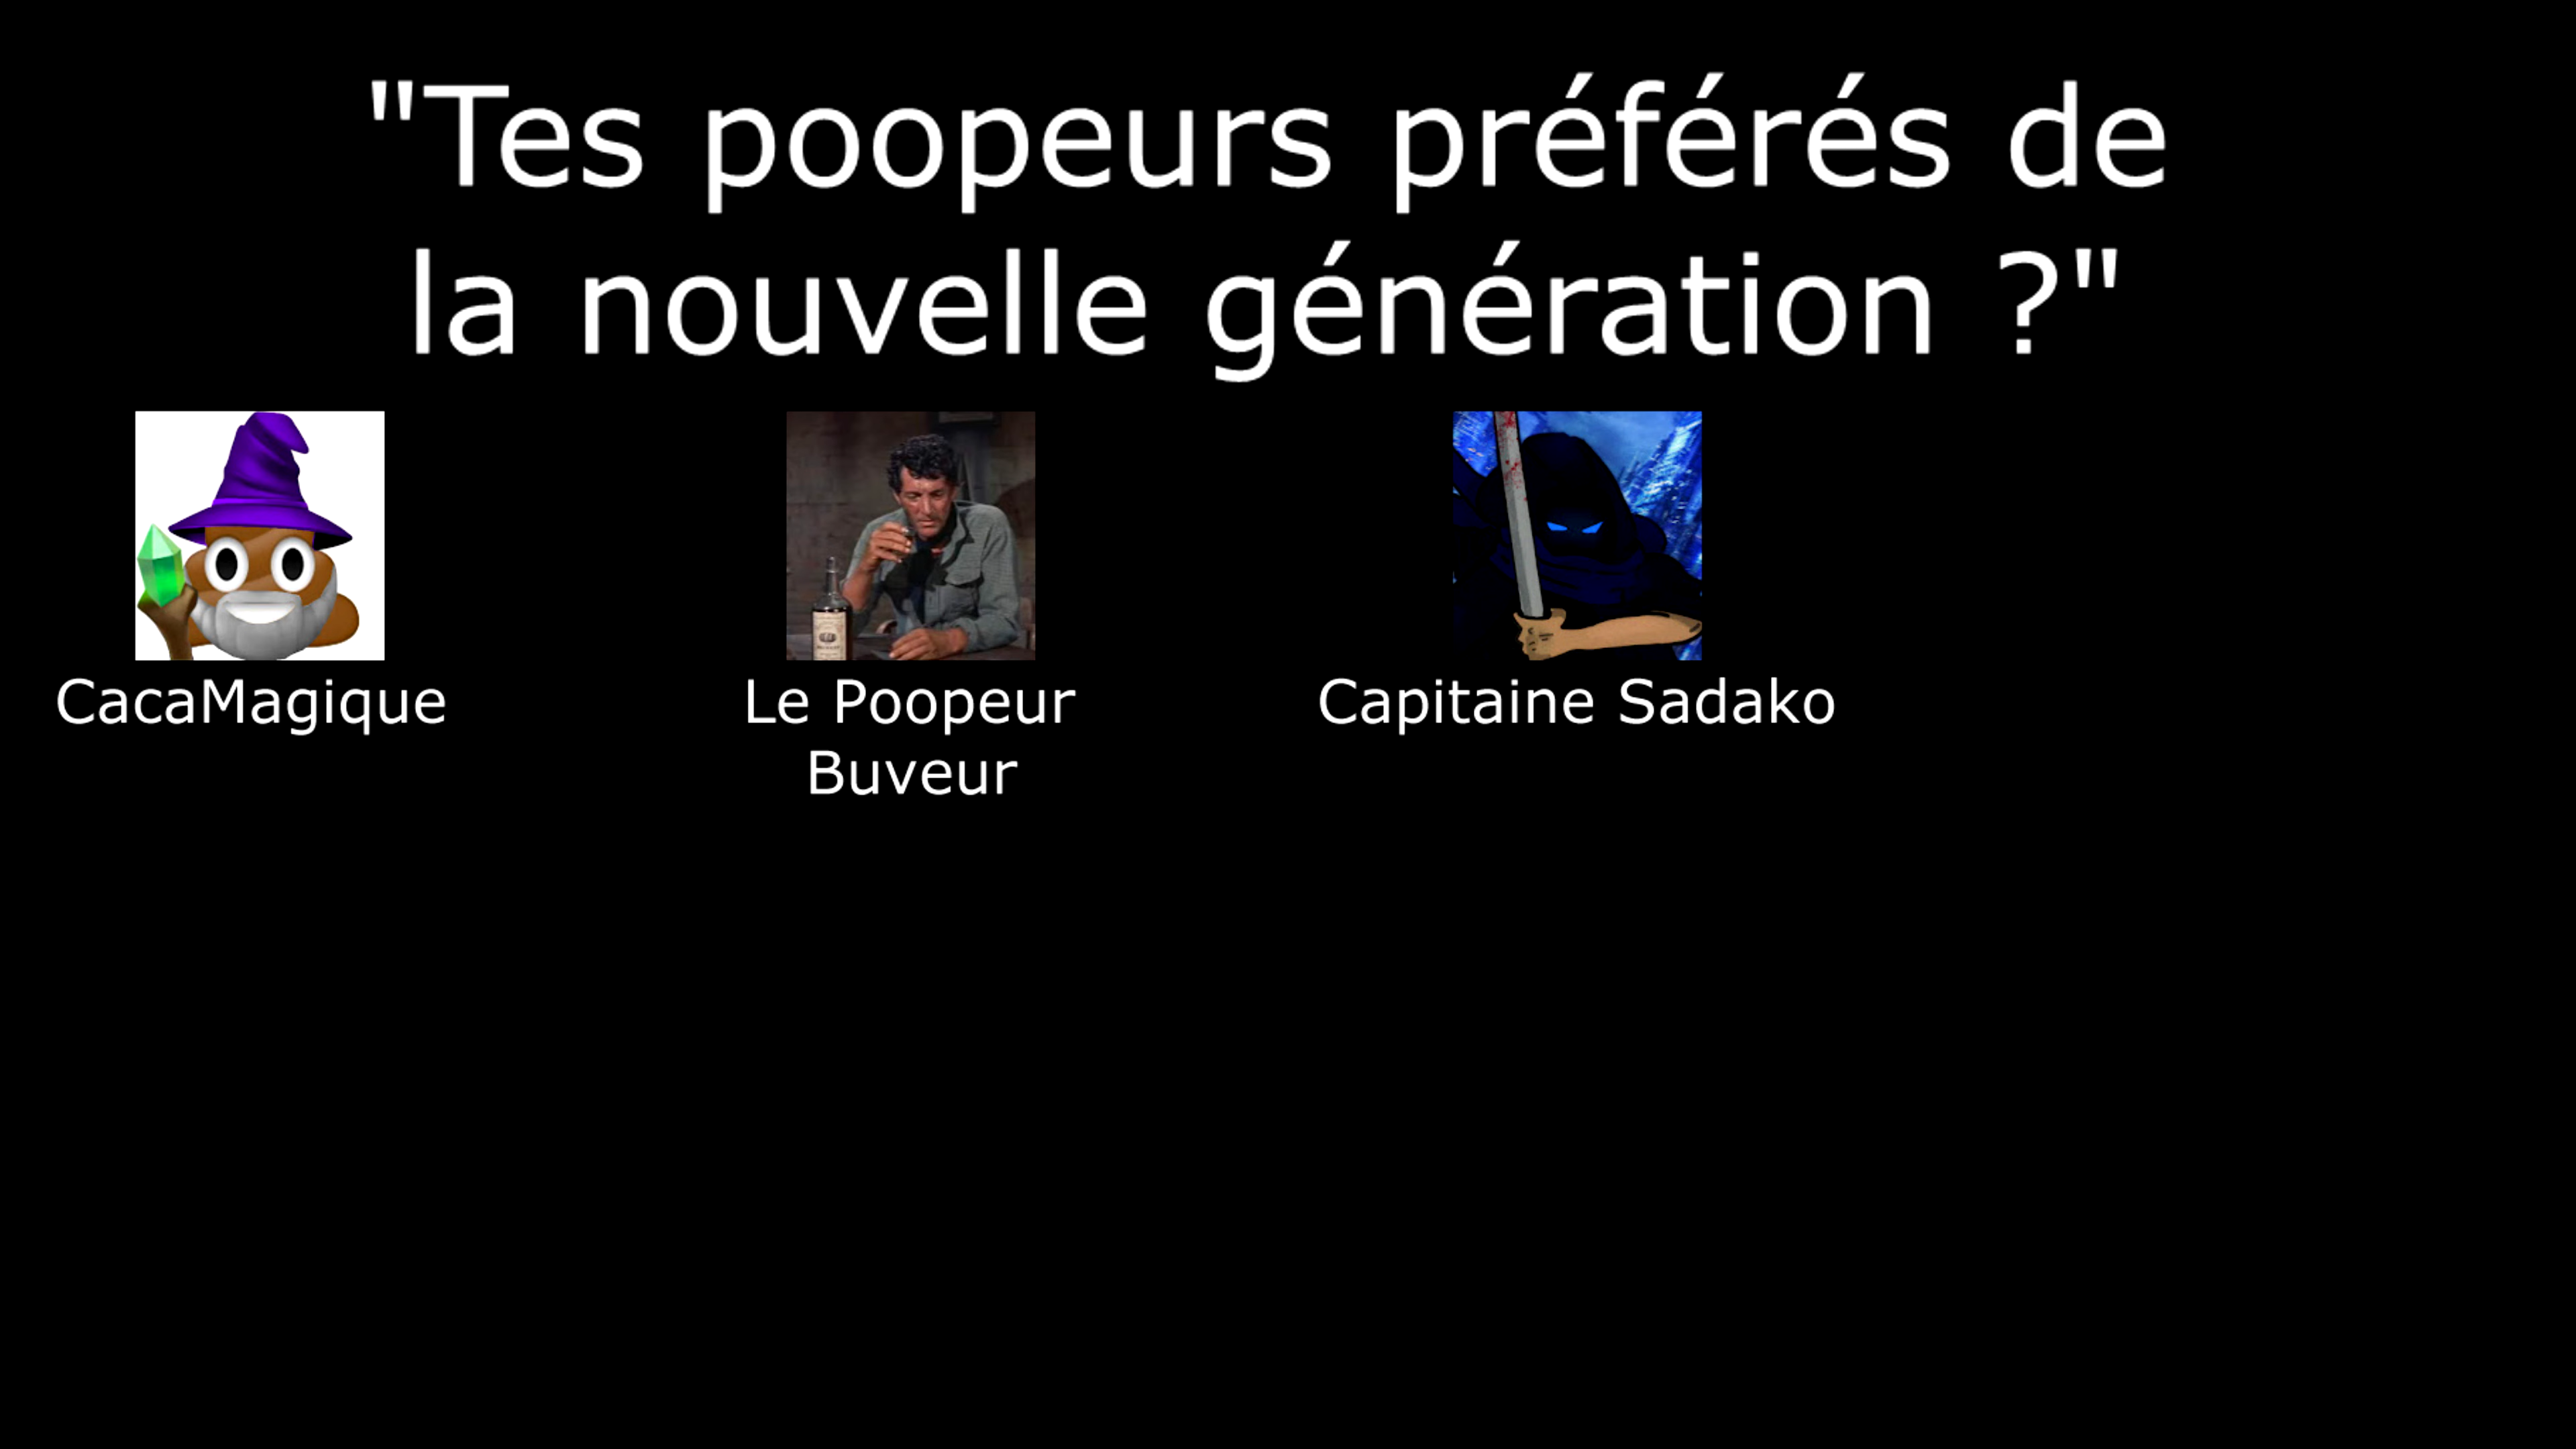 "Tes poopeurs préférés de
la nouvelle génération ?"
CacaMagique
Le Poopeur
Buveur
Capitaine Sadako